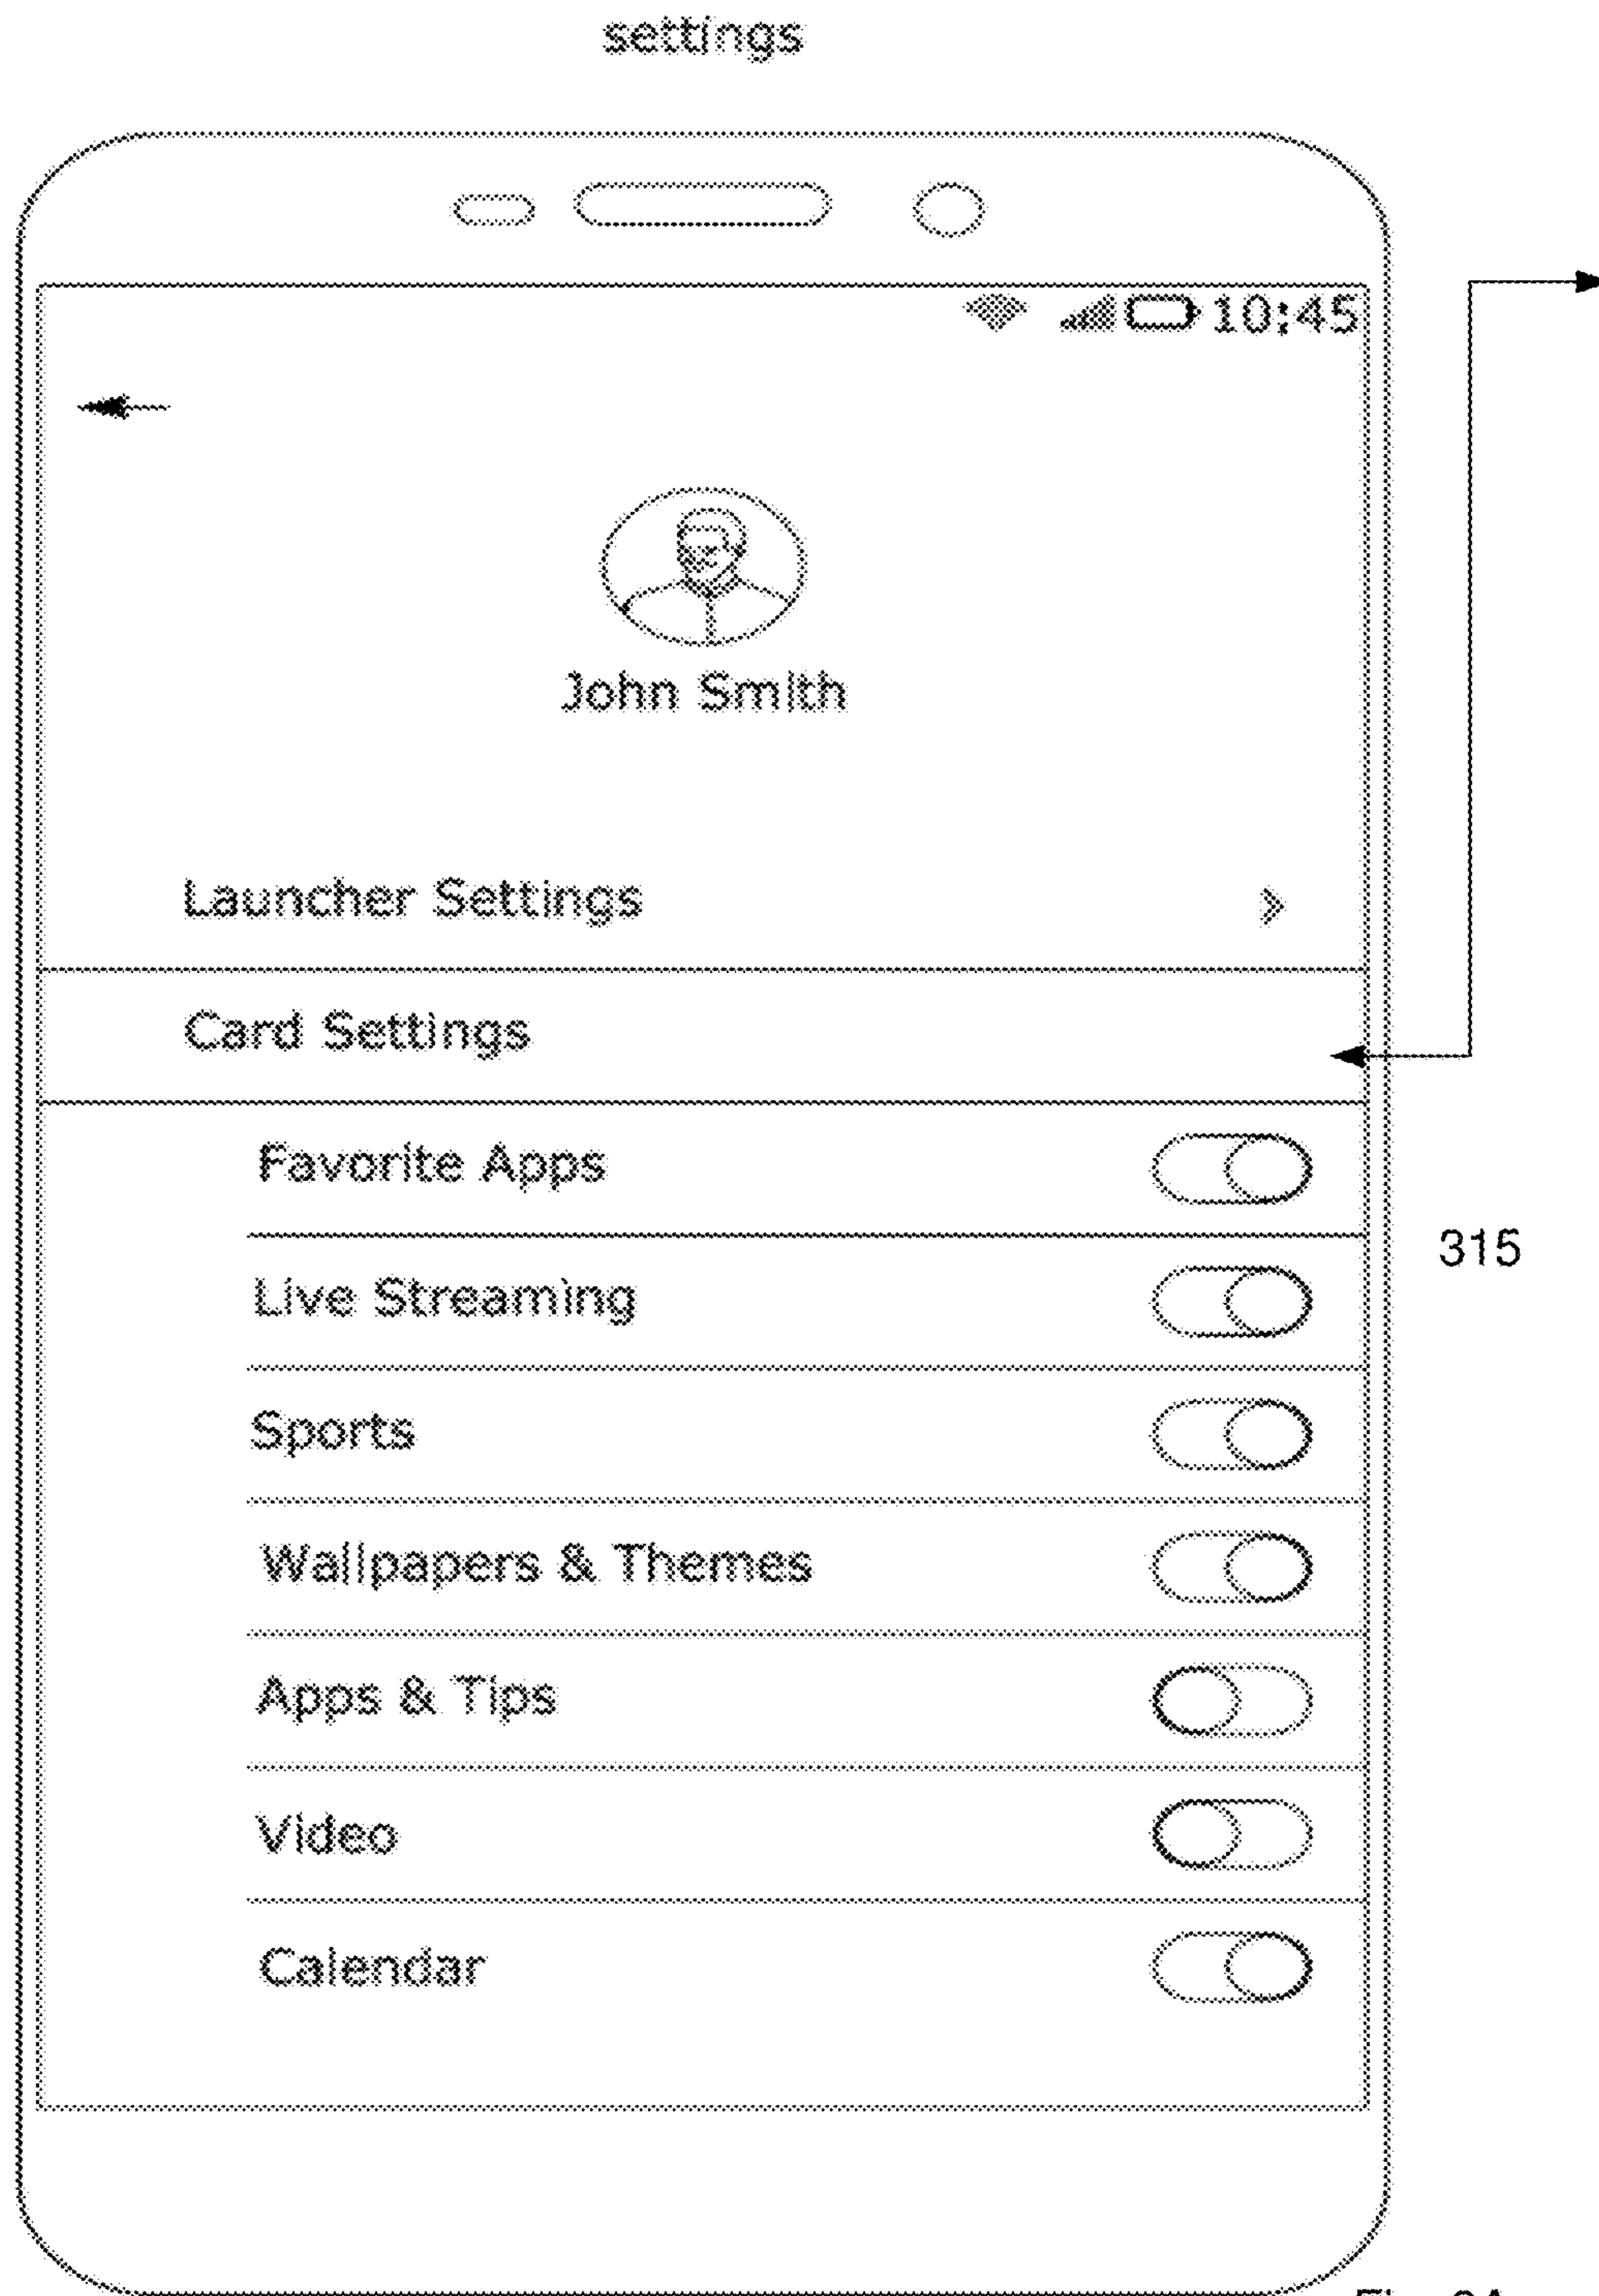 settings
10:45
John Smith
Launcher Settings
Card Settings
Favorite Apps
315
Live Streaming
Sports
Wallpapers & Themes
Apps & Tips
Video
Calendar